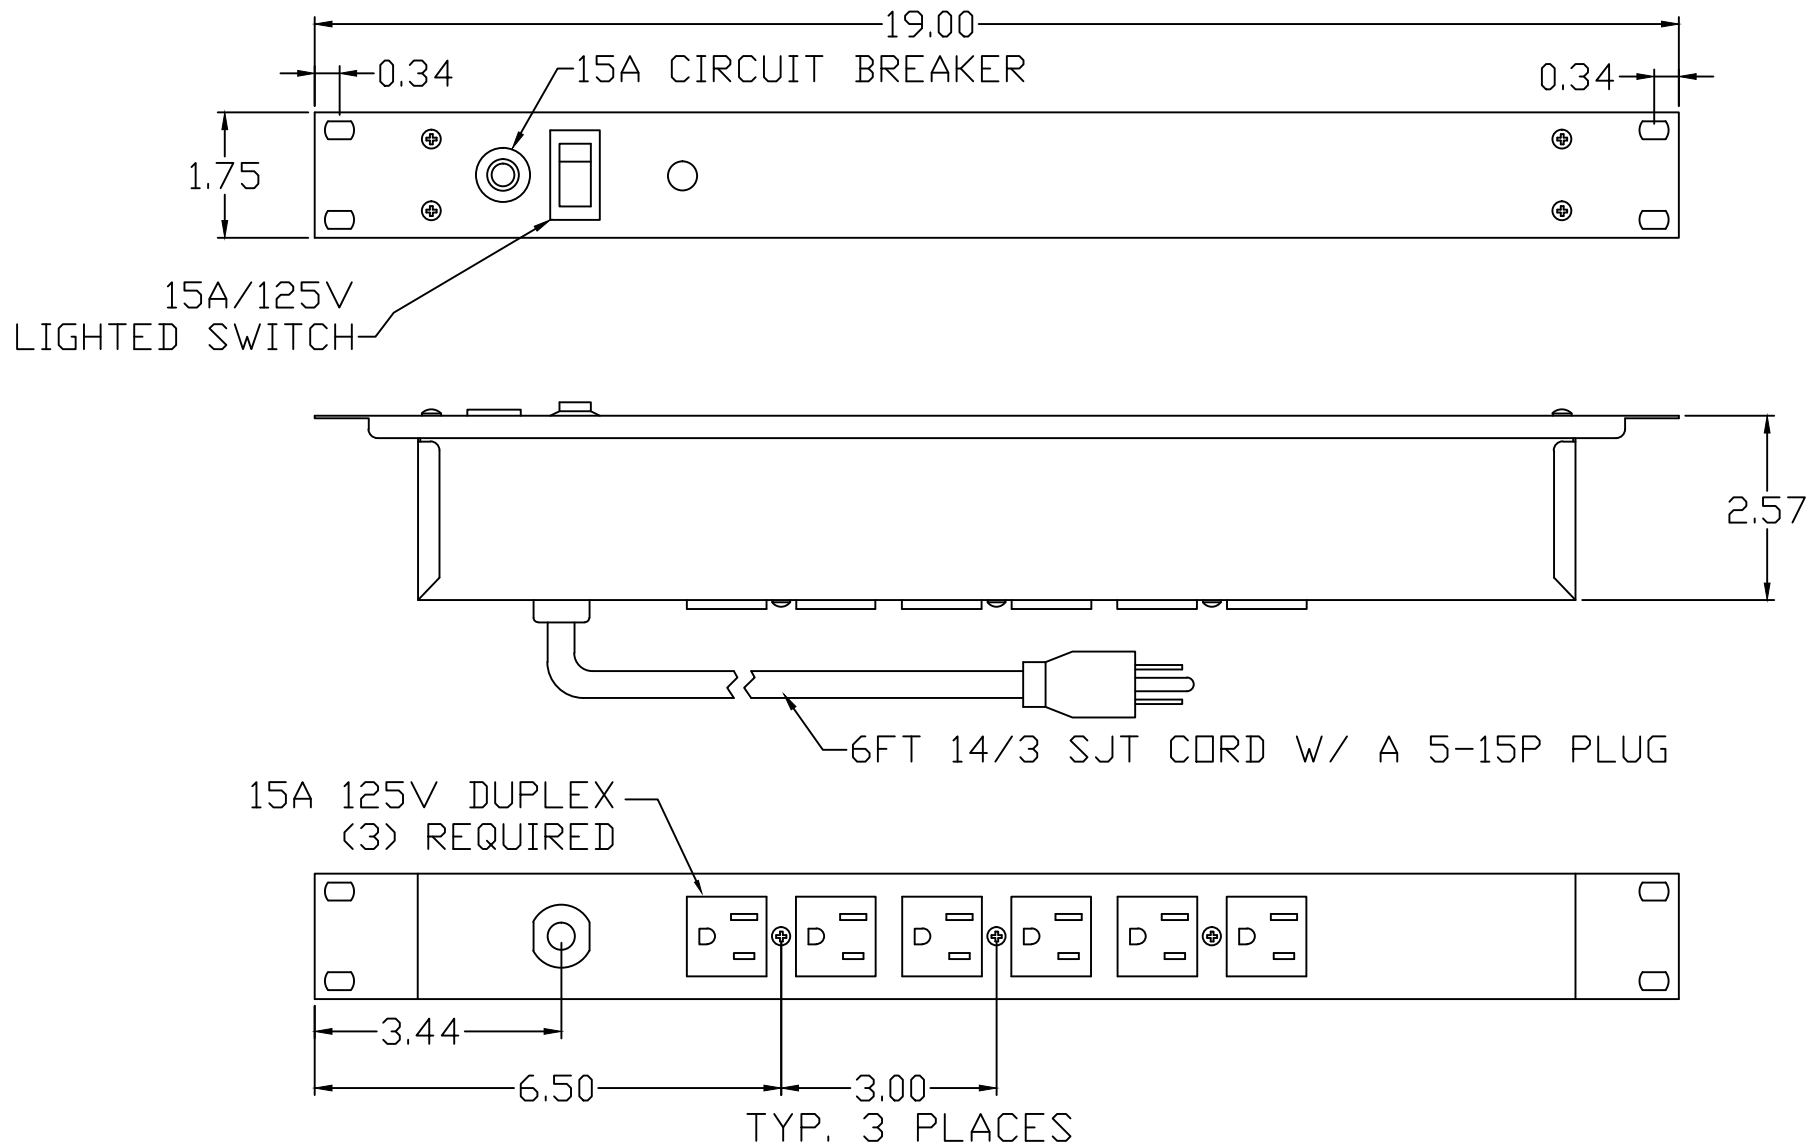 19.00
0.34
15A CIRCUIT BREAKER
0.34
1.75
15A/125V
LIGHTED SWITCH
2.57
6FT 14/3 SJT CORD W/ A 5-15P PLUG
15A 125V DUPLEX
(3) REQUIRED
3.44
6.50
3.00
TYP. 3 PLACES